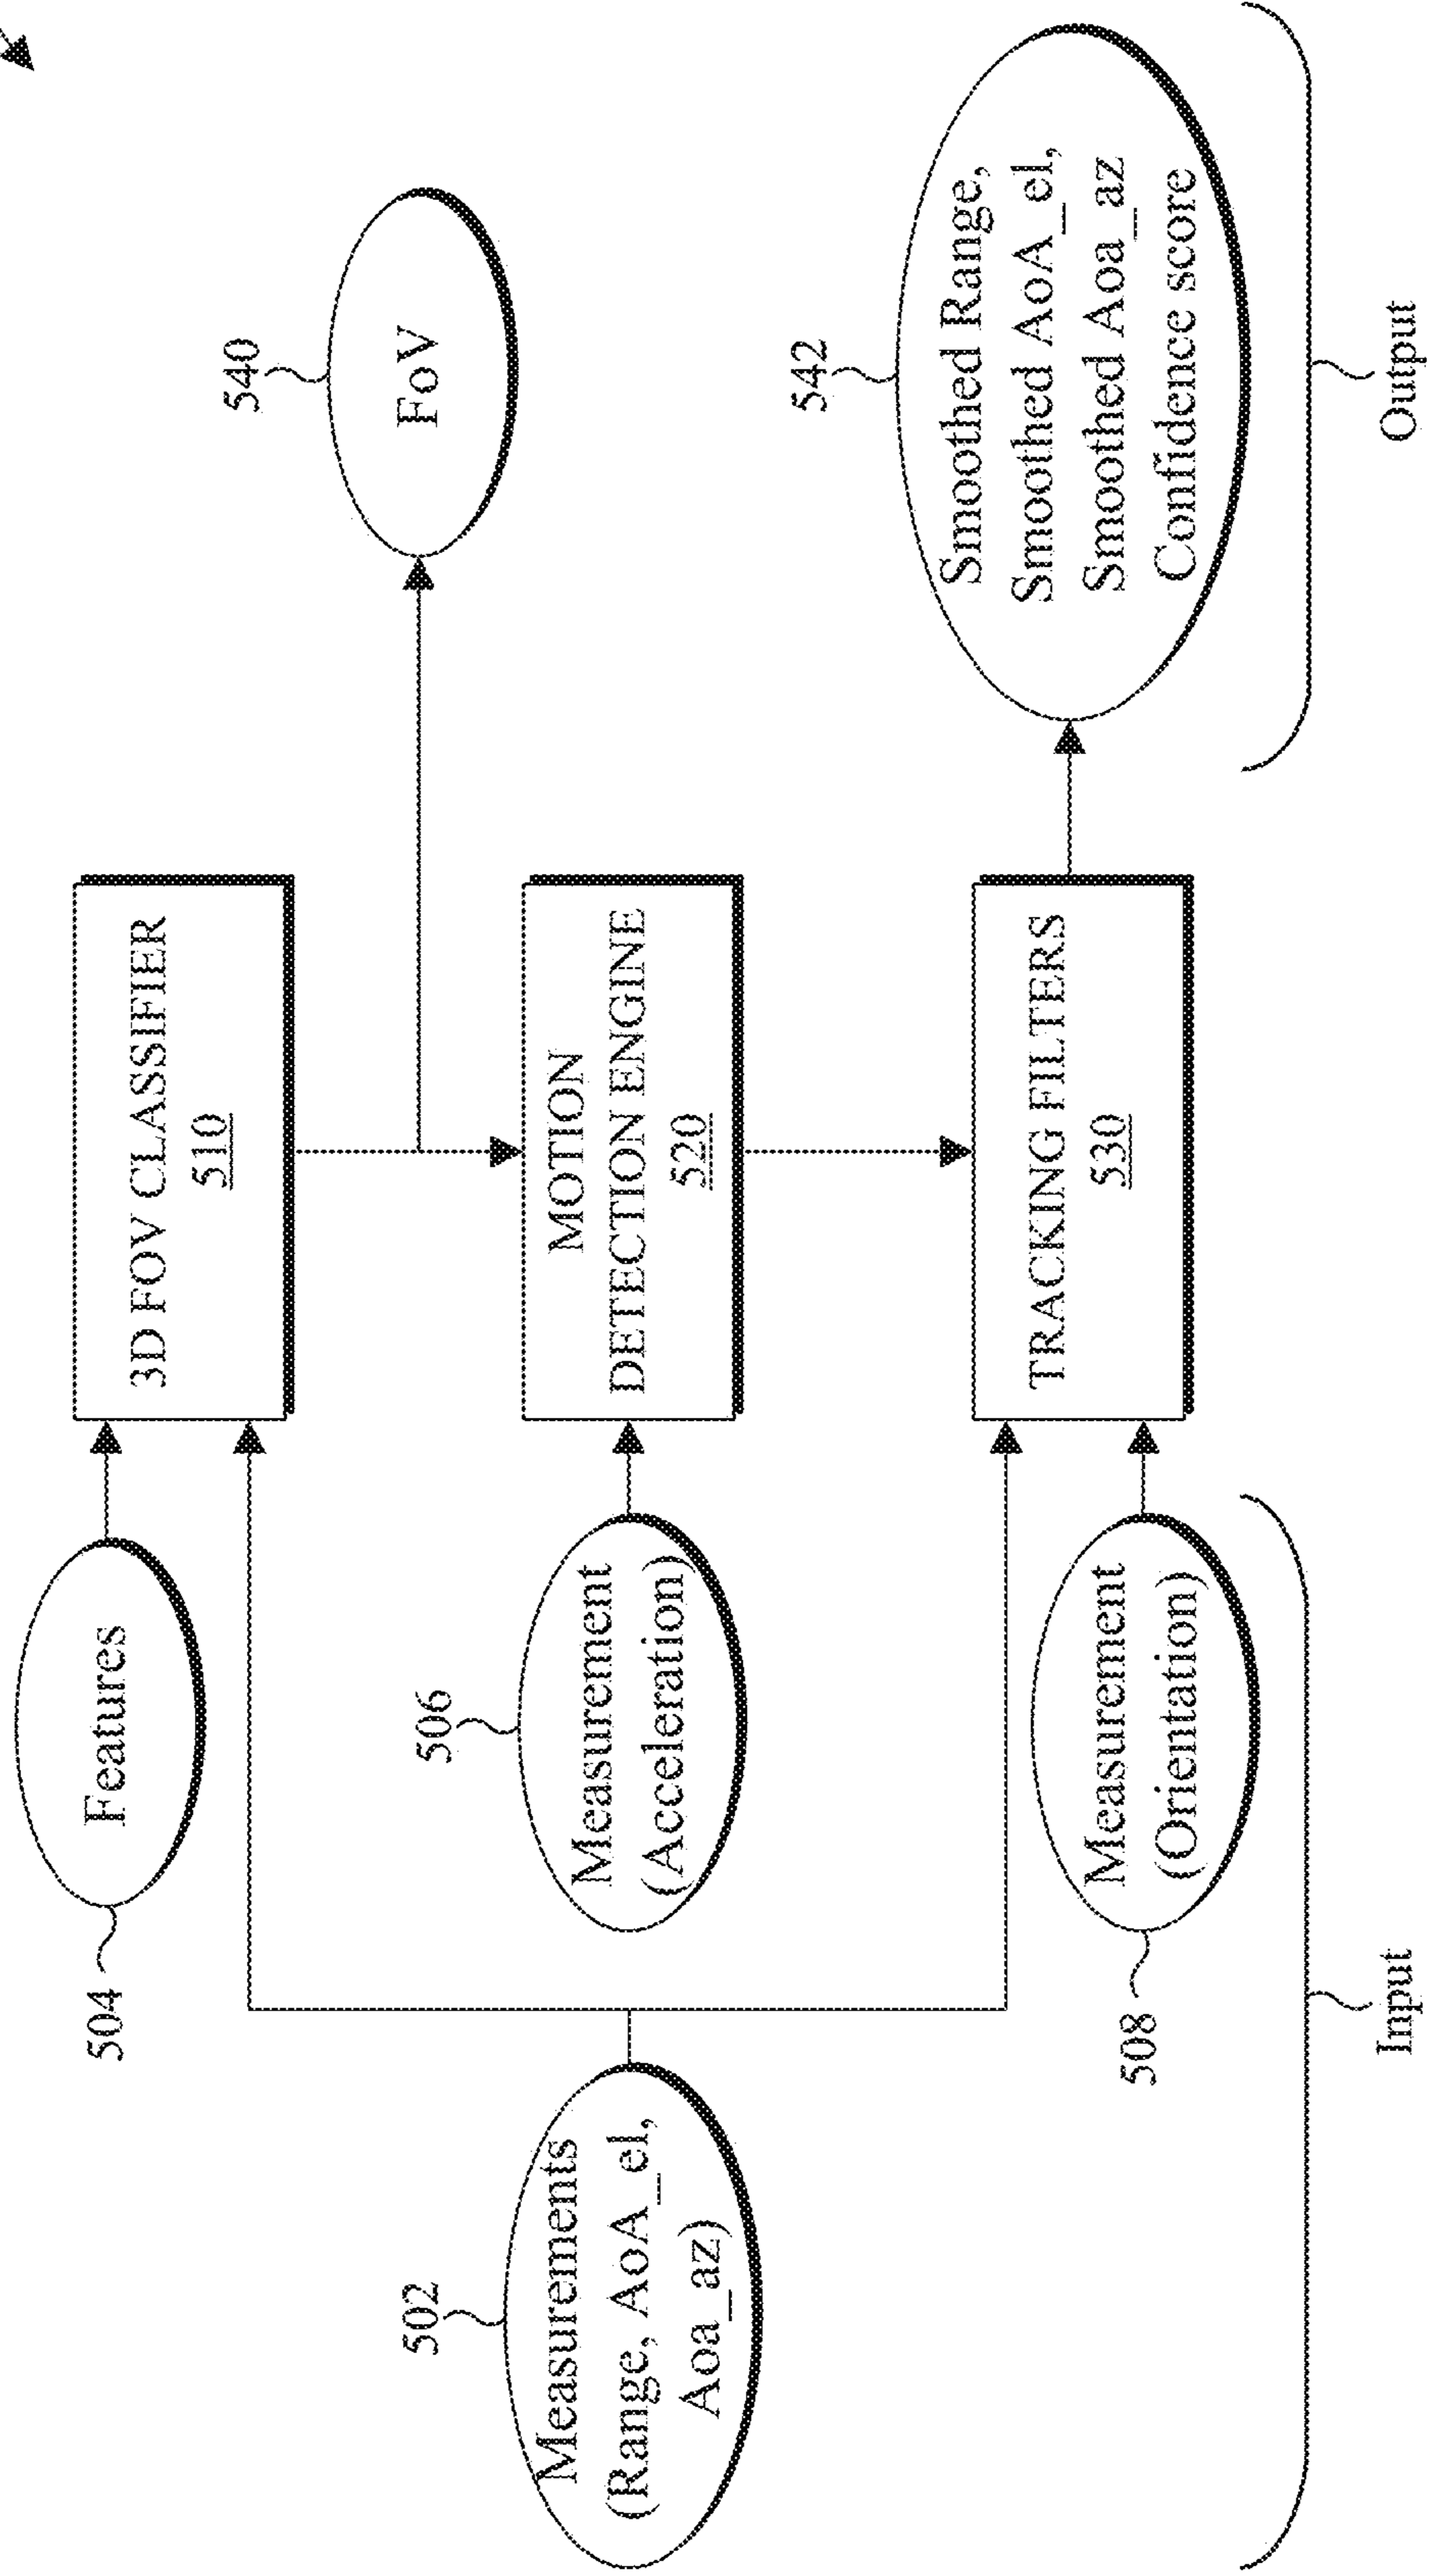 504
Features
3D FOV CLASSIFIER
510
540
FoV
502
Measurements
(Range, AoA_el,
Aoa_az)
506
Measurement
(Acceleration)
MOTION
DETECTION ENGINE
520
508
Measurement
(Orientation)
TRACKING FILTERS
530
542
Smoothed Range,
Smoothed AoA_el,
Smoothed Aoa_az
Confidence score
Input
Output